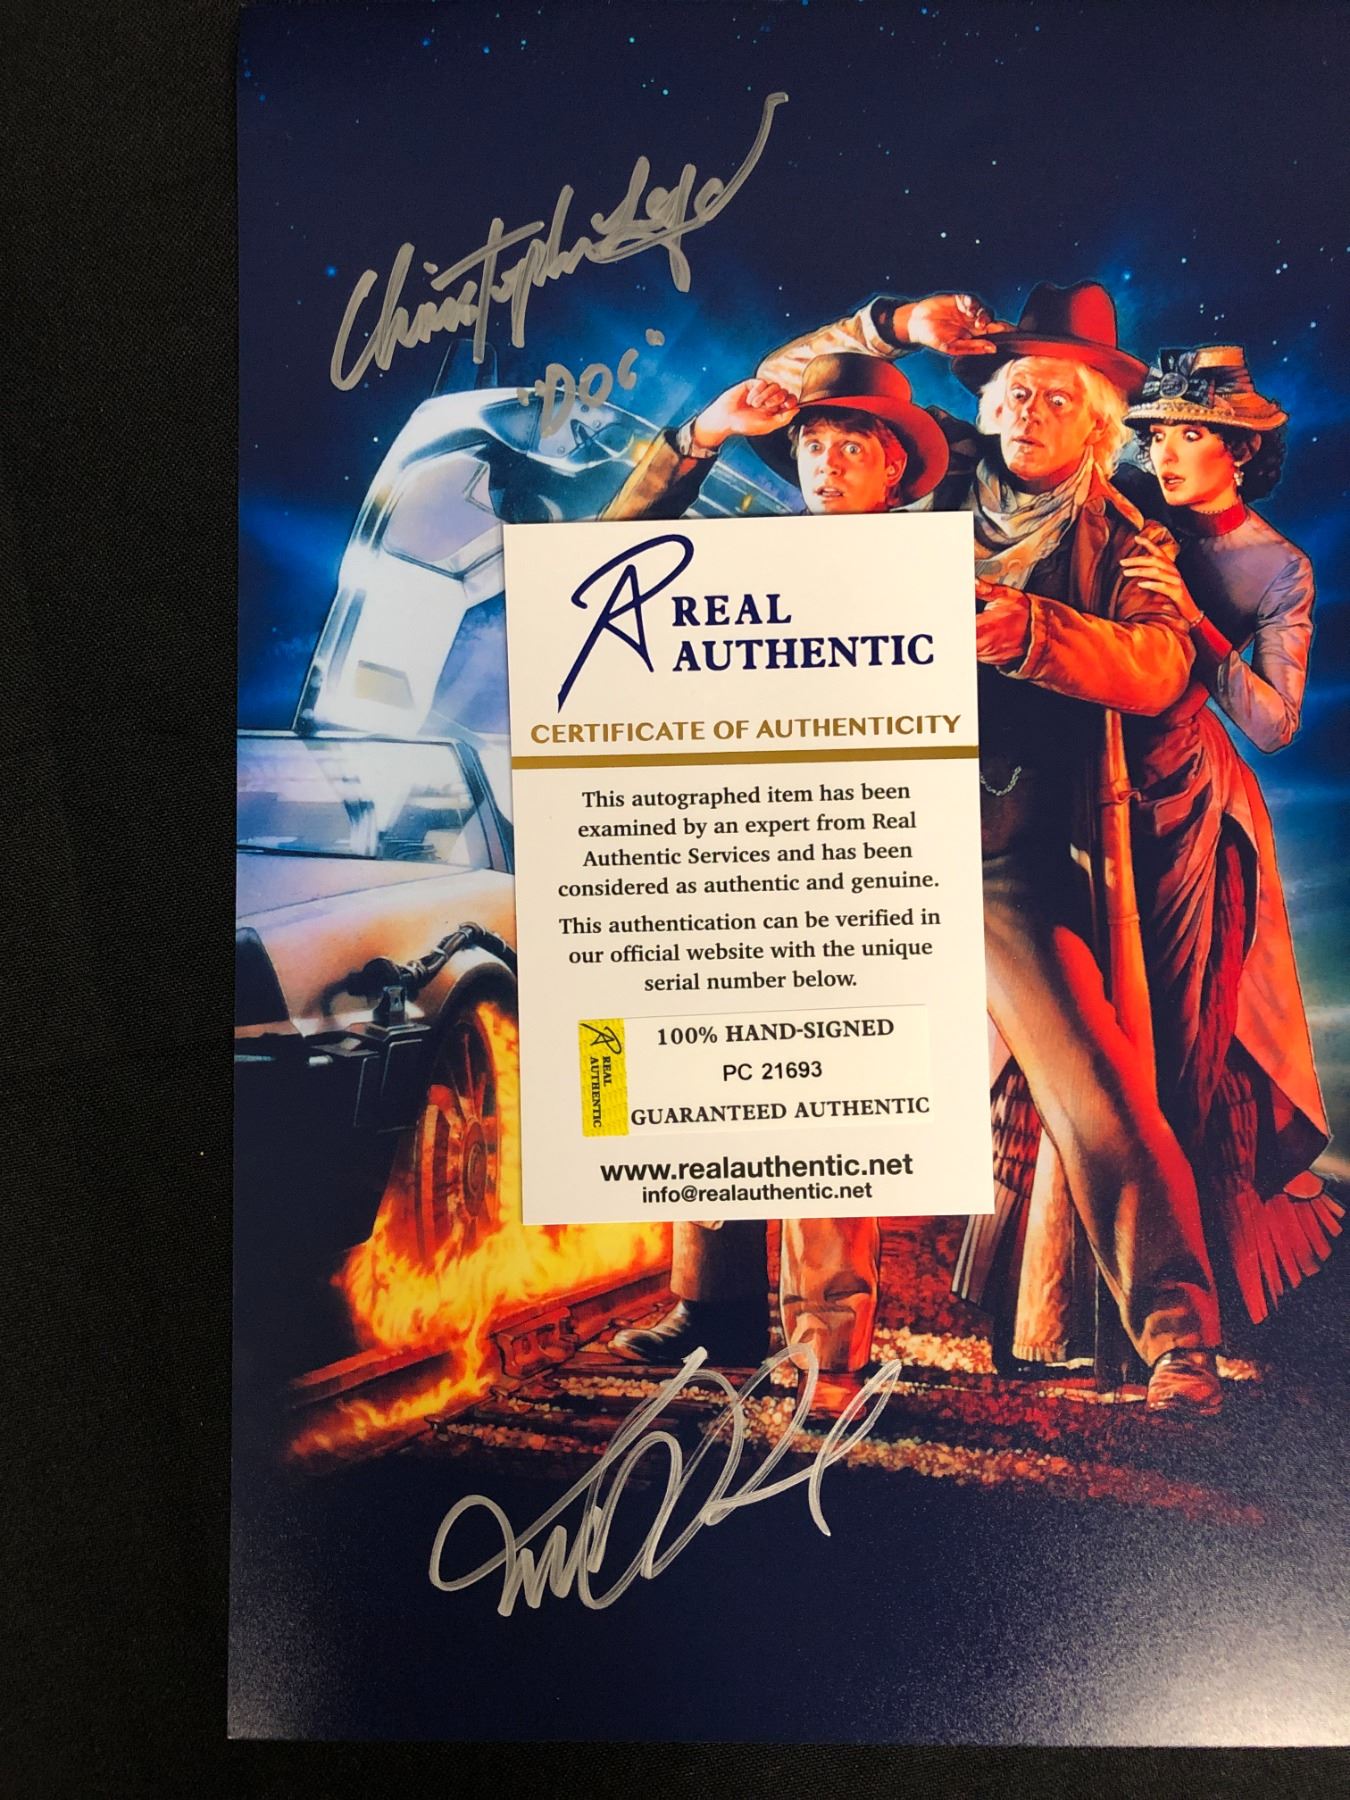 Christopher Lloyd
"DOC"
REAL
AUTHENTIC
CERTIFICATE OF AUTHENTICITY
This autographed item has been
examined by an expert from Real
Authentic Services and has been
considered as authentic and genuine.
This authentication can be verified in
our official website with the unique
serial number below.
REAL
AUTHENTIC
100% HAND-SIGNED
PC 21693
GUARANTEED AUTHENTIC
www.realauthentic.net
info@realauthentic.net